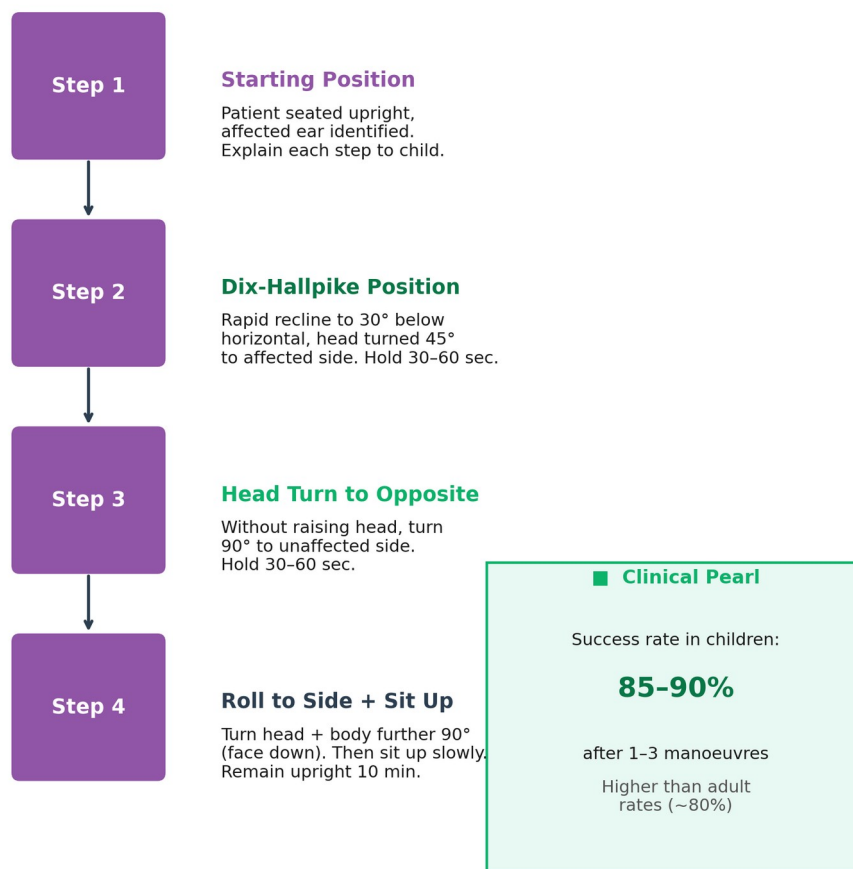 Step 1
Starting Position
Patient seated upright,
affected ear identified.
Explain each step to child.
Step 2
Dix-Hallpike Position
Rapid recline to 30° below
horizontal, head turned 45°
to affected side. Hold 30–60 sec.
Step 3
Head Turn to Opposite
Without raising head, turn
90° to unaffected side.
Hold 30–60 sec.
Step 4
Roll to Side + Sit Up
Turn head + body further 90°
(face down). Then sit up slowly.
Remain upright 10 min.
■ Clinical Pearl
Success rate in children:
85–90%
after 1–3 manoeuvres
Higher than adult
rates (~80%)